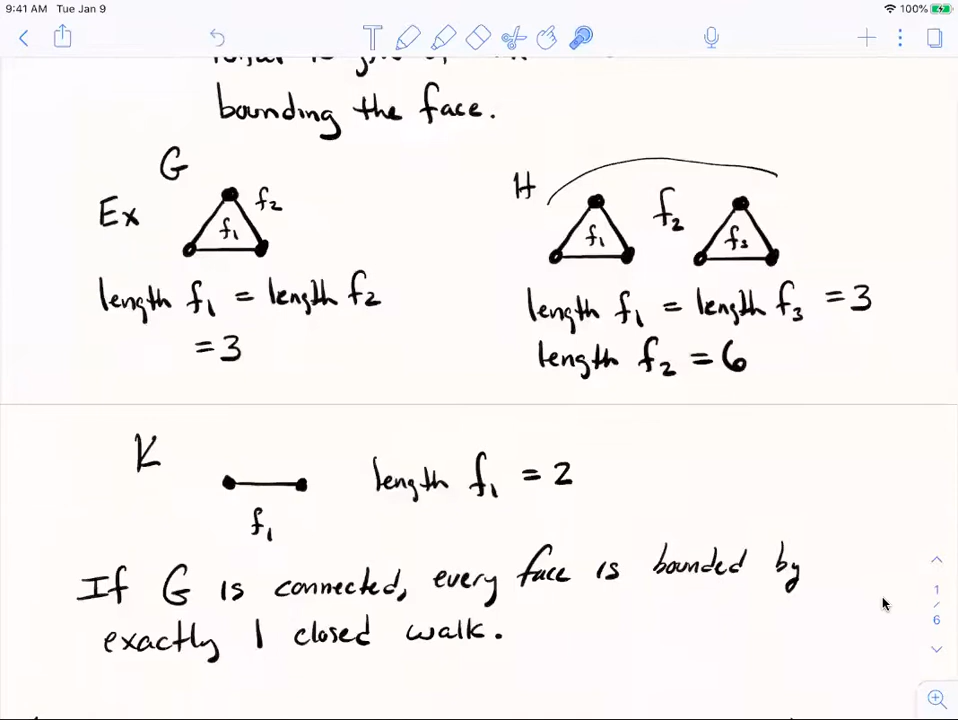 9:41 AM Tue Jan 9
100%
bounding the face.
G
Ex
f₁
f₂
length f₁ = length f₂
= 3
H
f₁
f₂
f₃
length f₁ = length f₃ = 3
length f₂ = 6
K
f₁
length f₁ = 2
If G is connected, every face is bounded by
exactly 1 closed walk.
1
/
6